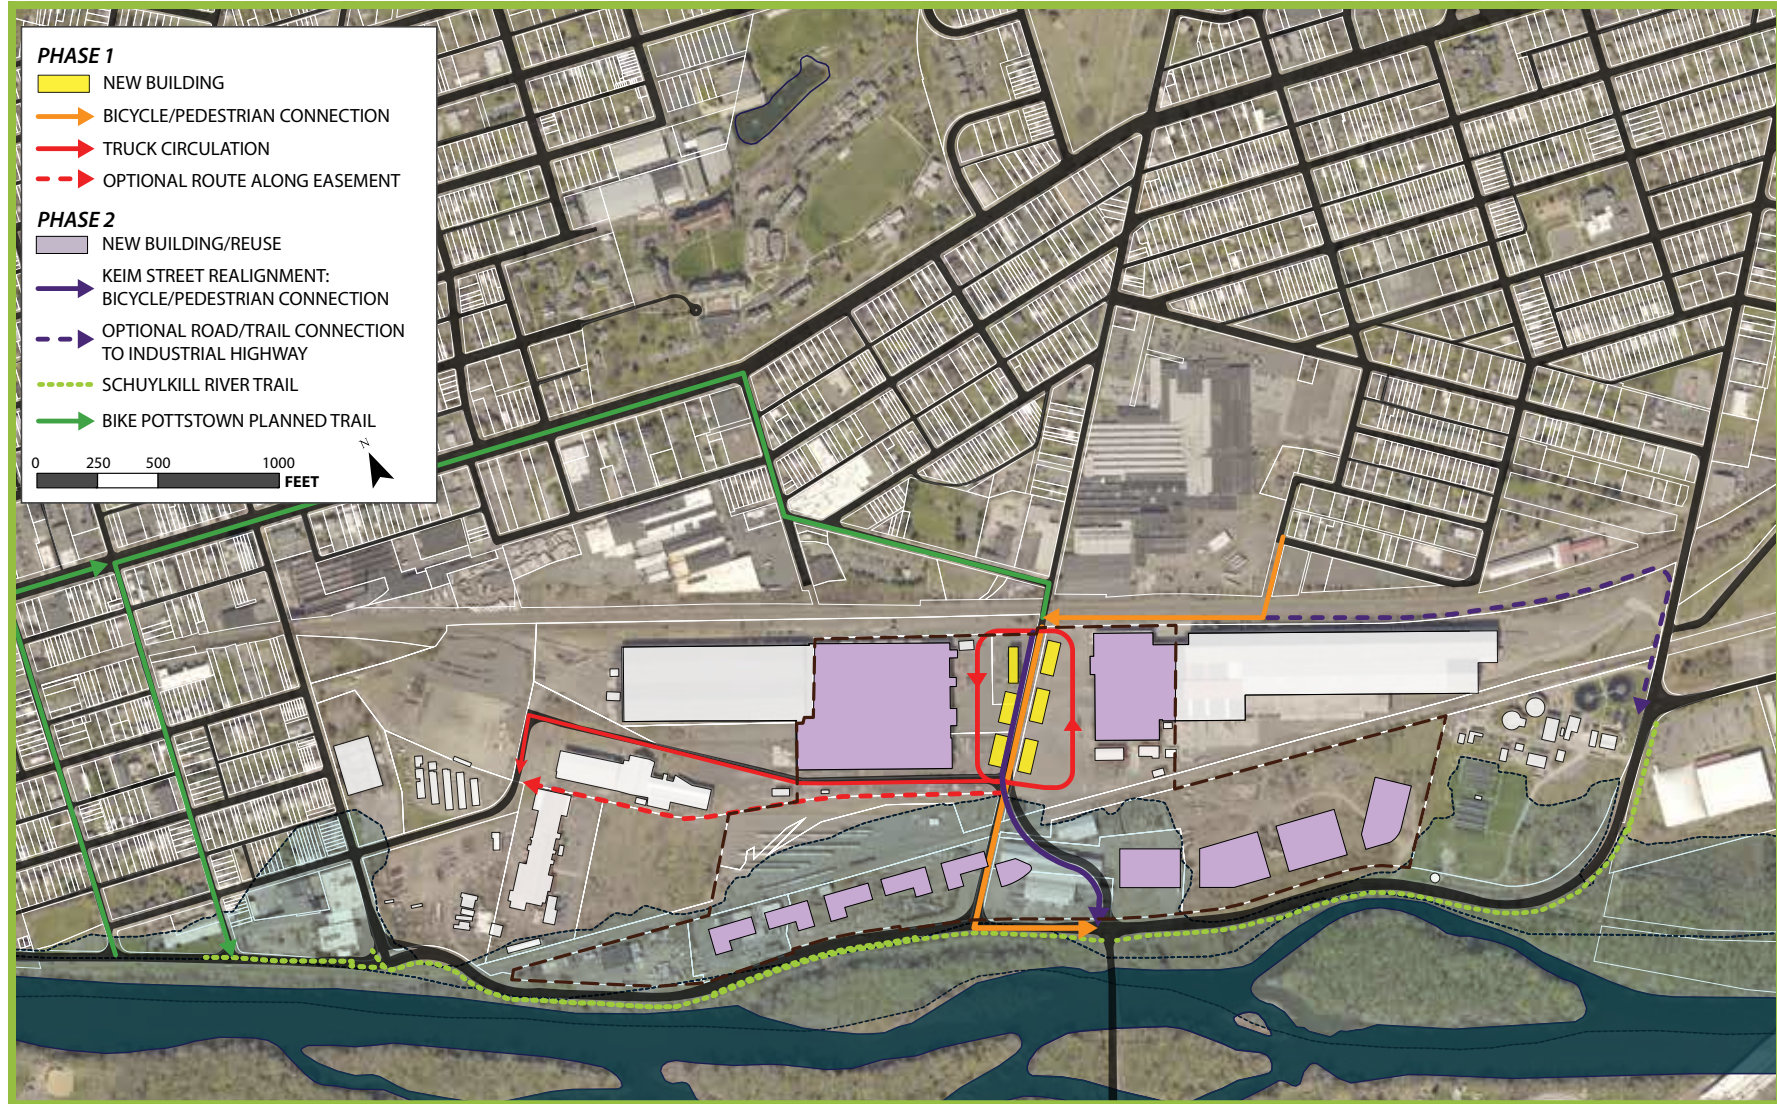 PHASE 1
NEW BUILDING
BICYCLE/PEDESTRIAN CONNECTION
TRUCK CIRCULATION
OPTIONAL ROUTE ALONG EASEMENT
PHASE 2
NEW BUILDING/REUSE
KEIM STREET REALIGNMENT:
BICYCLE/PEDESTRIAN CONNECTION
OPTIONAL ROAD/TRAIL CONNECTION
TO INDUSTRIAL HIGHWAY
SCHUYLKILL RIVER TRAIL
BIKE POTTSTOWN PLANNED TRAIL
N
0 250 500 1000
FEET